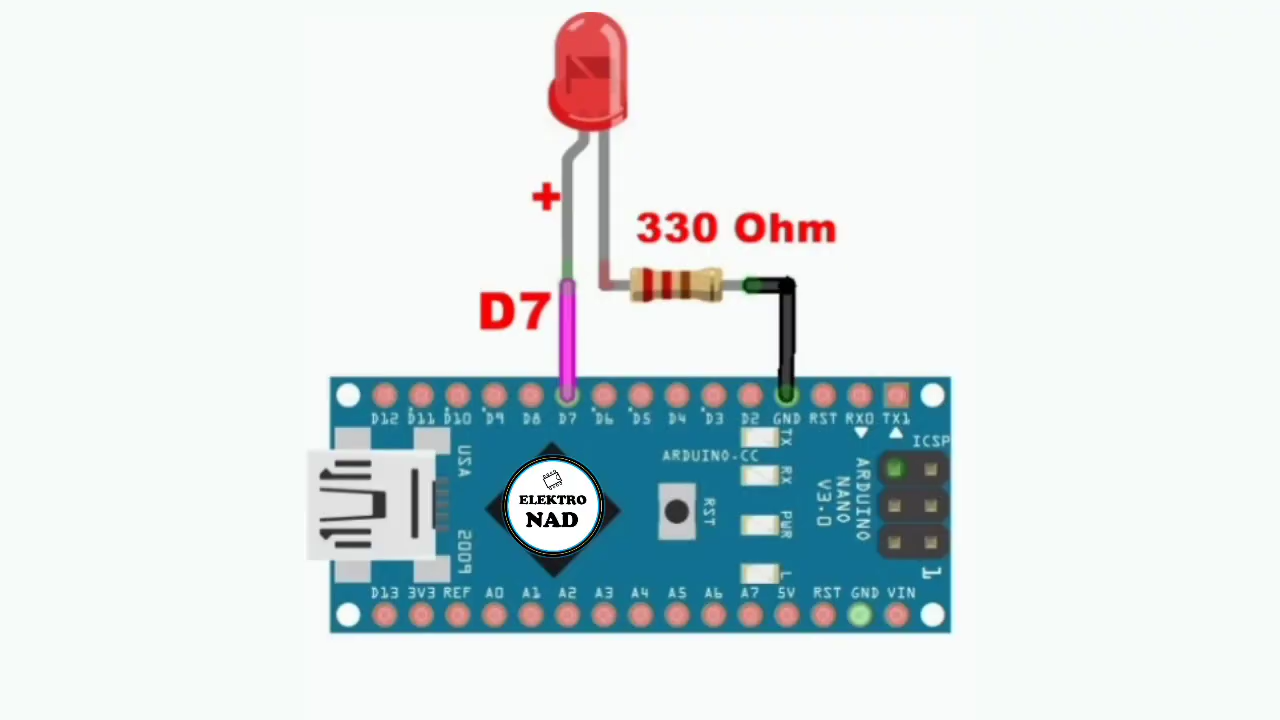 +
330 Ohm
D7
D12 D11 D10 D9 D8 D7 D6 D5 D4 D3 D2 GND RST RX0 TX1
ICSP
ARDUINO.CC
TX
RX
PWR
L
RST
ARDUINO
NANO
V3.0
1
USA
2009
ELEKTRO
NAD
D13 3V3 REF A0 A1 A2 A3 A4 A5 A6 A7 5V RST GND VIN